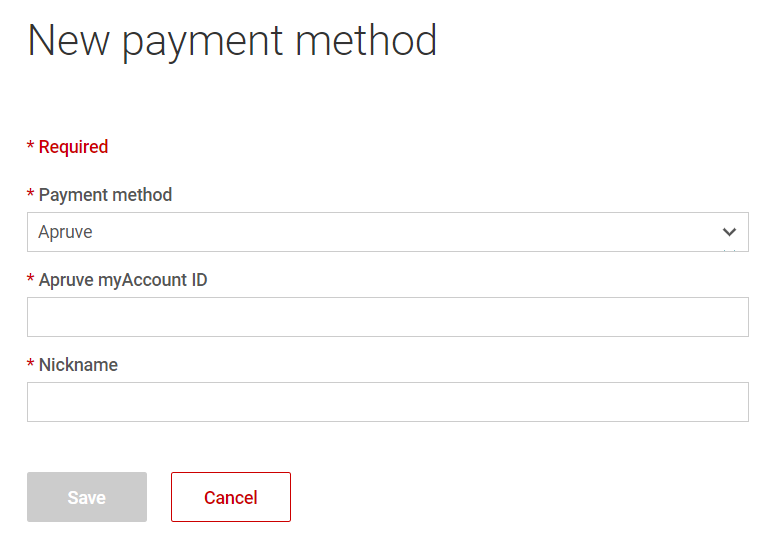 New payment method
* Required
* Payment method
Apruve
* Apruve myAccount ID
* Nickname
Save Cancel